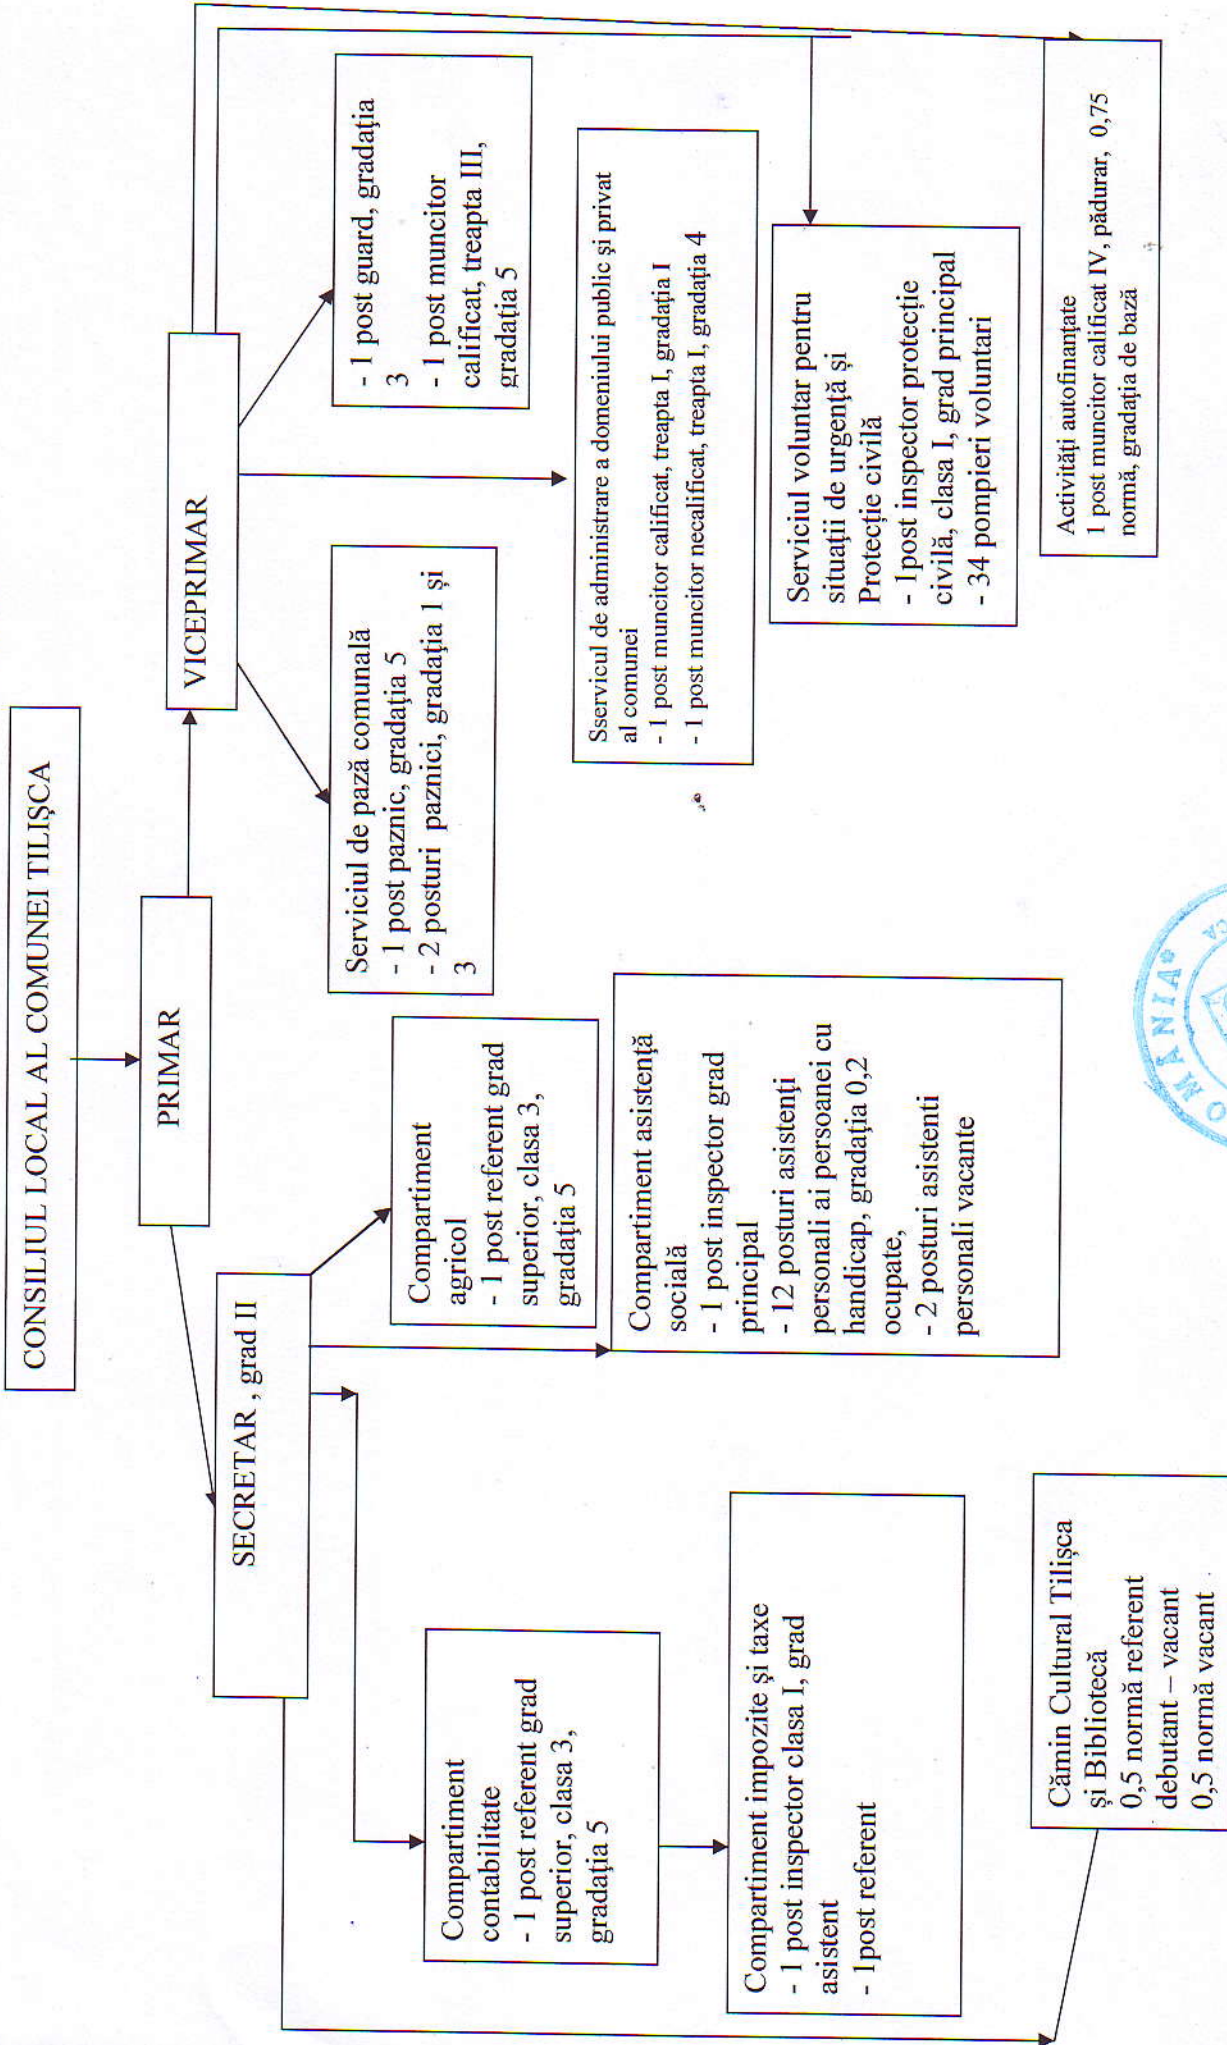 CONSILIUL LOCAL AL COMUNEI TILIŞCA
PRIMAR
SECRETAR , grad II
VICEPRIMAR
Compartiment
contabilitate
- 1 post referent grad
superior, clasa 3,
gradaţia 5
Compartiment
agricol
- 1 post referent grad
superior, clasa 3,
gradaţia 5
Serviciul de pază comunală
- 1 post paznic, gradaţia 5
- 2 posturi paznici, gradaţia 1 şi
3
- 1 post guard, gradaţia
3
- 1 post muncitor
calificat, treapta III,
gradaţia 5
Compartiment impozite şi taxe
- 1 post inspector clasa I, grad
asistent
- 1post referent
Compartiment asistenţă
socială
- 1 post inspector grad
principal
- 12 posturi asistenţi
personali ai persoanei cu
handicap, gradaţia 0,2
ocupate,
- 2 posturi asistenti
personali vacante
Sservicul de administrare a domeniului public şi privat
al comunei
- 1 post muncitor calificat, treapta I, gradaţia I
- 1 post muncitor necalificat, treapta I, gradaţia 4
Serviciul voluntar pentru
situaţii de urgenţă şi
Protecţie civilă
- 1post inspector protecţie
civilă, clasa I, grad principal
- 34 pompieri voluntari
Cămin Cultural Tilişca
şi Bibliotecă
0,5 normă referent
debutant – vacant
0,5 normă vacant
Activităţi autofinanţate
1 post muncitor calificat IV, pădurar, 0,75
normă, gradaţia de bază
OMÂNIA*
CA